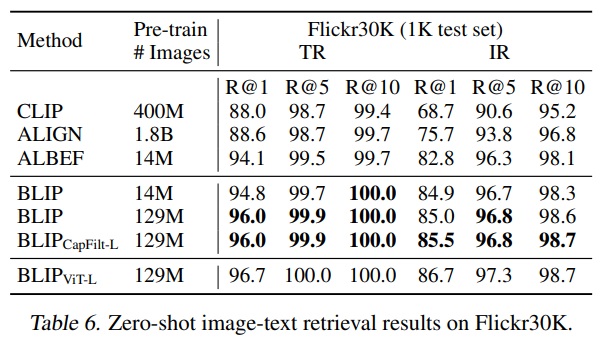 Method Pre-train # Images Flickr30K (1K test set)
TR IR
R@1 R@5 R@10 R@1 R@5 R@10
CLIP 400M 88.0 98.7 99.4 68.7 90.6 95.2
ALIGN 1.8B 88.6 98.7 99.7 75.7 93.8 96.8
ALBEF 14M 94.1 99.5 99.7 82.8 96.3 98.1
BLIP 14M 94.8 99.7 100.0 84.9 96.7 98.3
BLIP 129M 96.0 99.9 100.0 85.0 96.8 98.6
BLIPCapFilt-L 129M 96.0 99.9 100.0 85.5 96.8 98.7
BLIPViT-L 129M 96.7 100.0 100.0 86.7 97.3 98.7
Table 6. Zero-shot image-text retrieval results on Flickr30K.